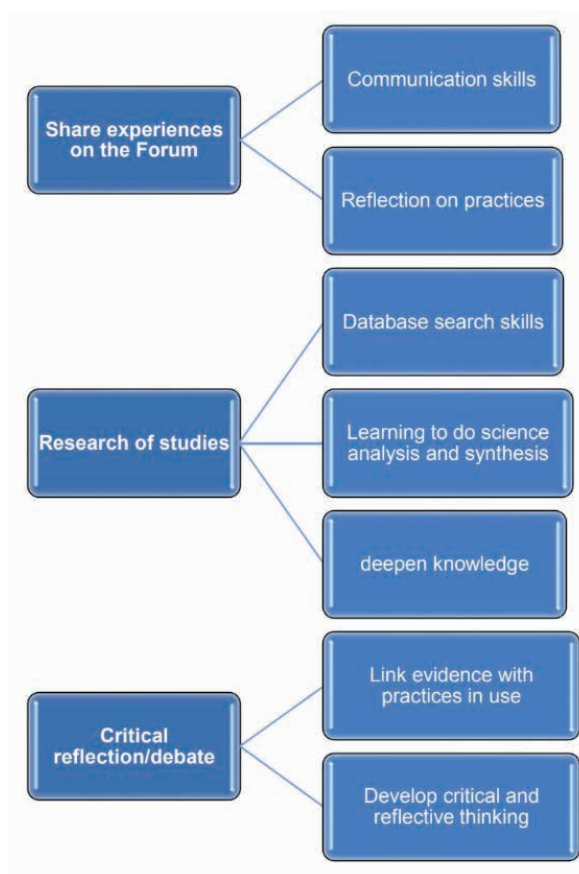 Share experiences
on the Forum
Communication skills
Reflection on practices
Research of studies
Database search skills
Learning to do science
analysis and synthesis
deepen knowledge
Critical
reflection/debate
Link evidence with
practices in use
Develop critical and
reflective thinking